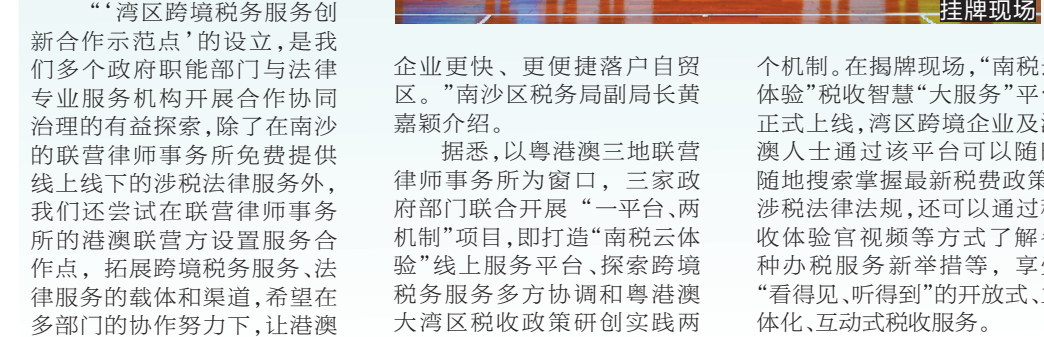 “‘湾区跨境税务服务创
新合作示范点’的设立,是我
们多个政府职能部门与法律
专业服务机构开展合作协同
治理的有益探索,除了在南沙
的联营律师事务所免费提供
线上线下的涉税法律服务外,
我们还尝试在联营律师事务
所的港澳联营方设置服务合
作点，拓展跨境税务服务、法
律服务的载体和渠道,希望在
多部门的协作努力下,让港澳
挂牌现场
企业更快、更便捷落户自贸
区。”南沙区税务局副局长黄
嘉颖介绍。
据悉,以粤港澳三地联营
律师事务所为窗口，三家政
府部门联合开展“一平台、两
机制”项目,即打造“南税云体
验”线上服务平台、探索跨境
税务服务多方协调和粤港澳
大湾区税收政策研创实践两
个机制。在揭牌现场,“南税
体验”税收智慧“大服务”平
正式上线,湾区跨境企业及
澳人士通过该平台可以随
随地搜索掌握最新税费政策
涉税法律法规,还可以通过
收体验官视频等方式了解
种办税服务新举措等，享
“看得见、听得到”的开放式、
体化、互动式税收服务。